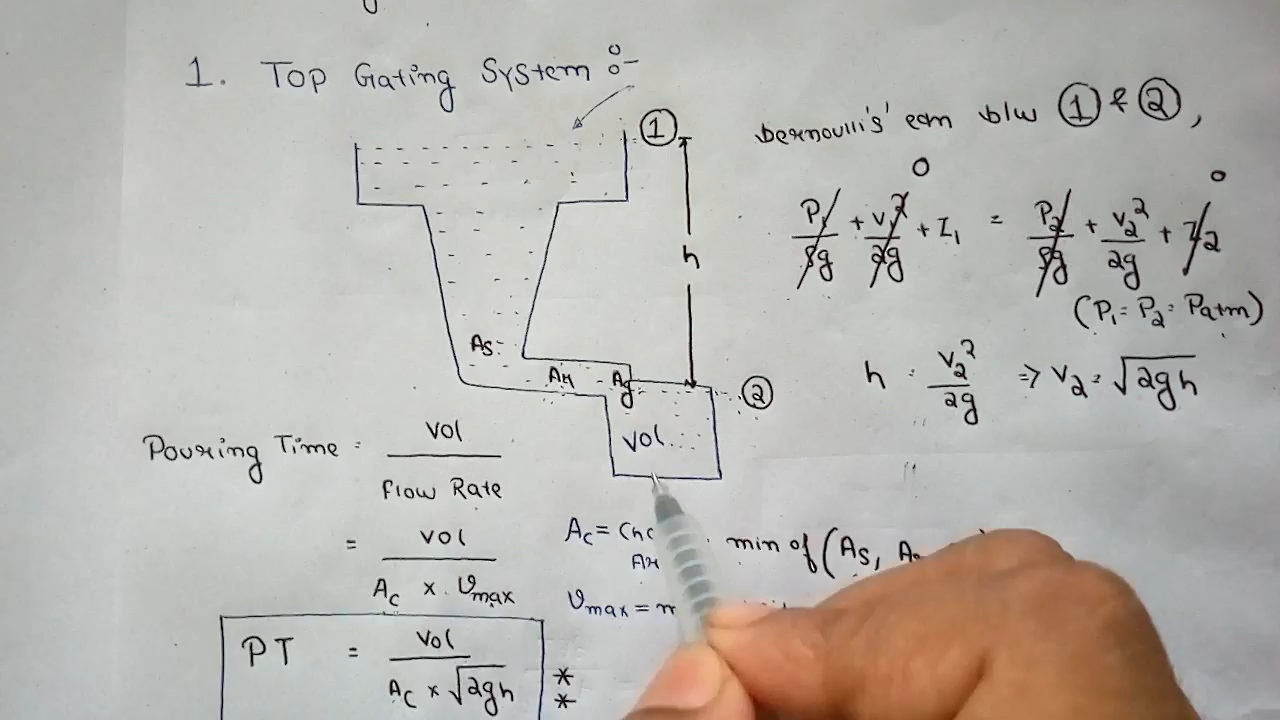 1. Top Gating System :-
①
h
As
AR
Ag
②
Vol.
bernoulli's' eqn b/w ① & ②,
0 0
P₁/ρg + V₁²/2g + Z₁ = P₂/ρg + V₂²/2g + Z₂
(P₁ = P₂ = Patm)
h = V₂²/2g ⇒ V₂ = √2gh
Pouring Time = Vol / flow Rate
= Vol / Ac × Vmax
Ac = min of (As,
Vmax =
PT = Vol / Ac × √2gh
*
*